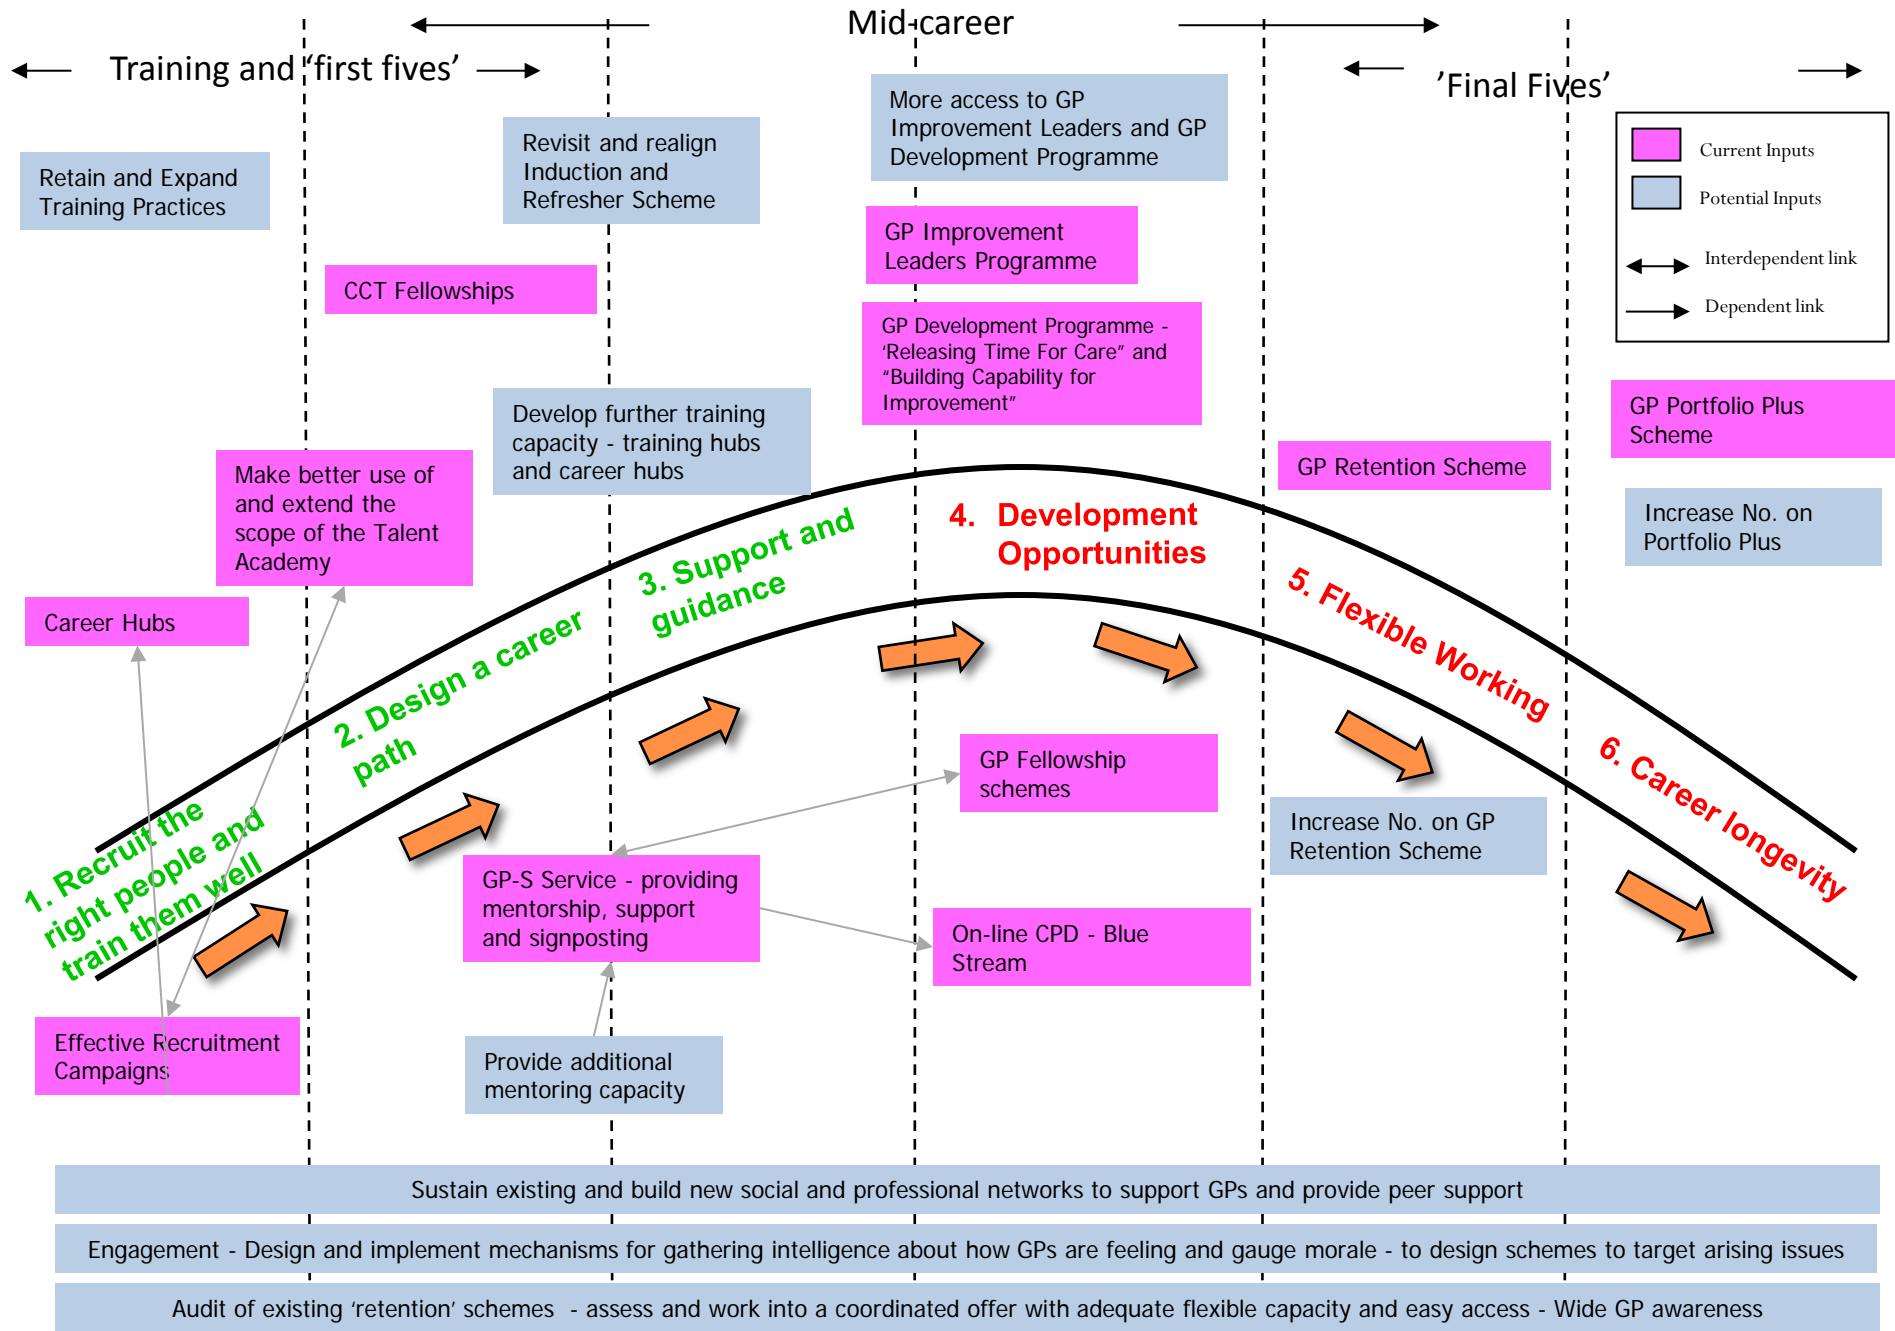 Mid-career
Training and 'first fives'
'Final Fives'
More access to GP
Improvement Leaders and GP
Development Programme
Revisit and realign
Induction and
Refresher Scheme
Retain and Expand
Training Practices
Current Inputs
Potential Inputs
Interdependent link
Dependent link
GP Improvement
Leaders Programme
CCT Fellowships
GP Development Programme -
'Releasing Time For Care” and
“Building Capability for
Improvement”
Develop further training
capacity - training hubs
and career hubs
GP Portfolio Plus
Scheme
Make better use of
and extend the
scope of the Talent
Academy
GP Retention Scheme
Increase No. on
Portfolio Plus
Career Hubs
1. Recruit the
right people and
train them well
2. Design a career
path
3. Support and
guidance
4. Development
Opportunities
5. Flexible Working
6. Career longevity
GP Fellowship
schemes
Increase No. on GP
Retention Scheme
GP-S Service - providing
mentorship, support
and signposting
On-line CPD - Blue
Stream
Effective Recruitment
Campaigns
Provide additional
mentoring capacity
Sustain existing and build new social and professional networks to support GPs and provide peer support
Engagement - Design and implement mechanisms for gathering intelligence about how GPs are feeling and gauge morale - to design schemes to target arising issues
Audit of existing 'retention' schemes - assess and work into a coordinated offer with adequate flexible capacity and easy access - Wide GP awareness